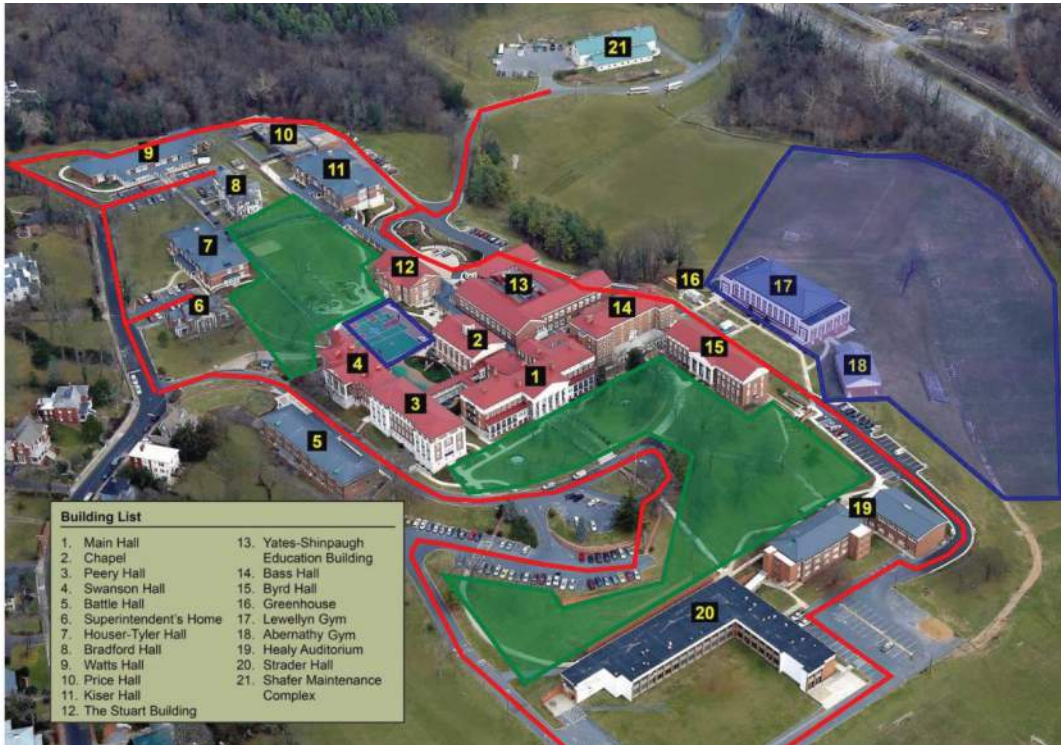 21
10
9
11
8
7
12
13
16
17
6
14
2
15
4
18
1
3
5
19
20
Building List
1. Main Hall
2. Chapel
3. Peery Hall
4. Swanson Hall
5. Battle Hall
6. Superintendent's Home
7. Houser-Tyler Hall
8. Bradford Hall
9. Watts Hall
10. Price Hall
11. Kiser Hall
12. The Stuart Building
13. Yates-Shinpaugh
Education Building
14. Bass Hall
15. Byrd Hall
16. Greenhouse
17. Lewellyn Gym
18. Abernathy Gym
19. Healy Auditorium
20. Strader Hall
21. Shafer Maintenance
Complex